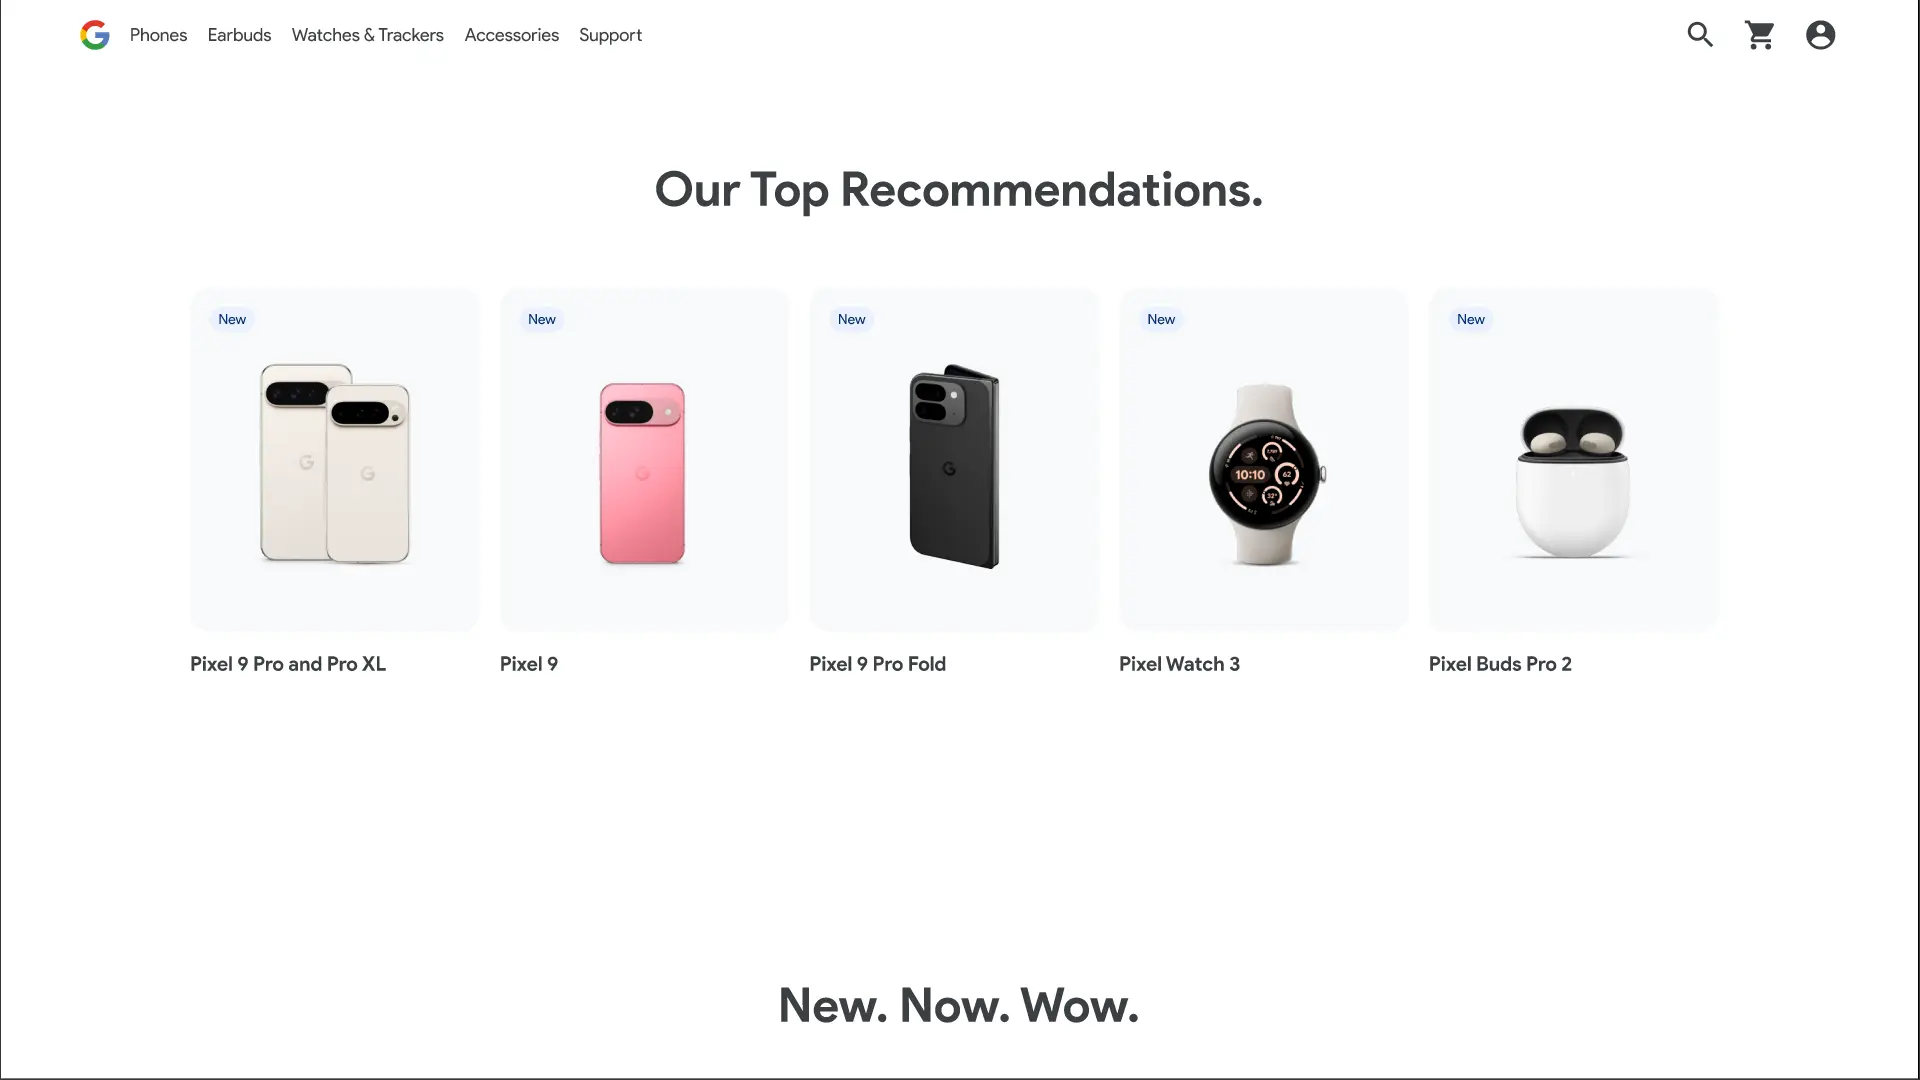 Phones Earbuds Watches & Trackers Accessories Support
Our Top Recommendations.
New New New New New
10:10
62
32°
Pixel 9 Pro and Pro XL Pixel 9 Pixel 9 Pro Fold Pixel Watch 3 Pixel Buds Pro 2
New. Now. Wow.